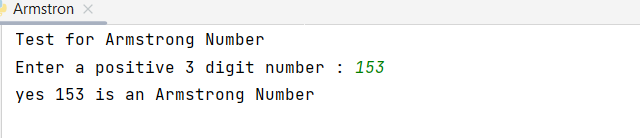 Armstron
Test for Armstrong Number
Enter a positive 3 digit number : 153
yes 153 is an Armstrong Number